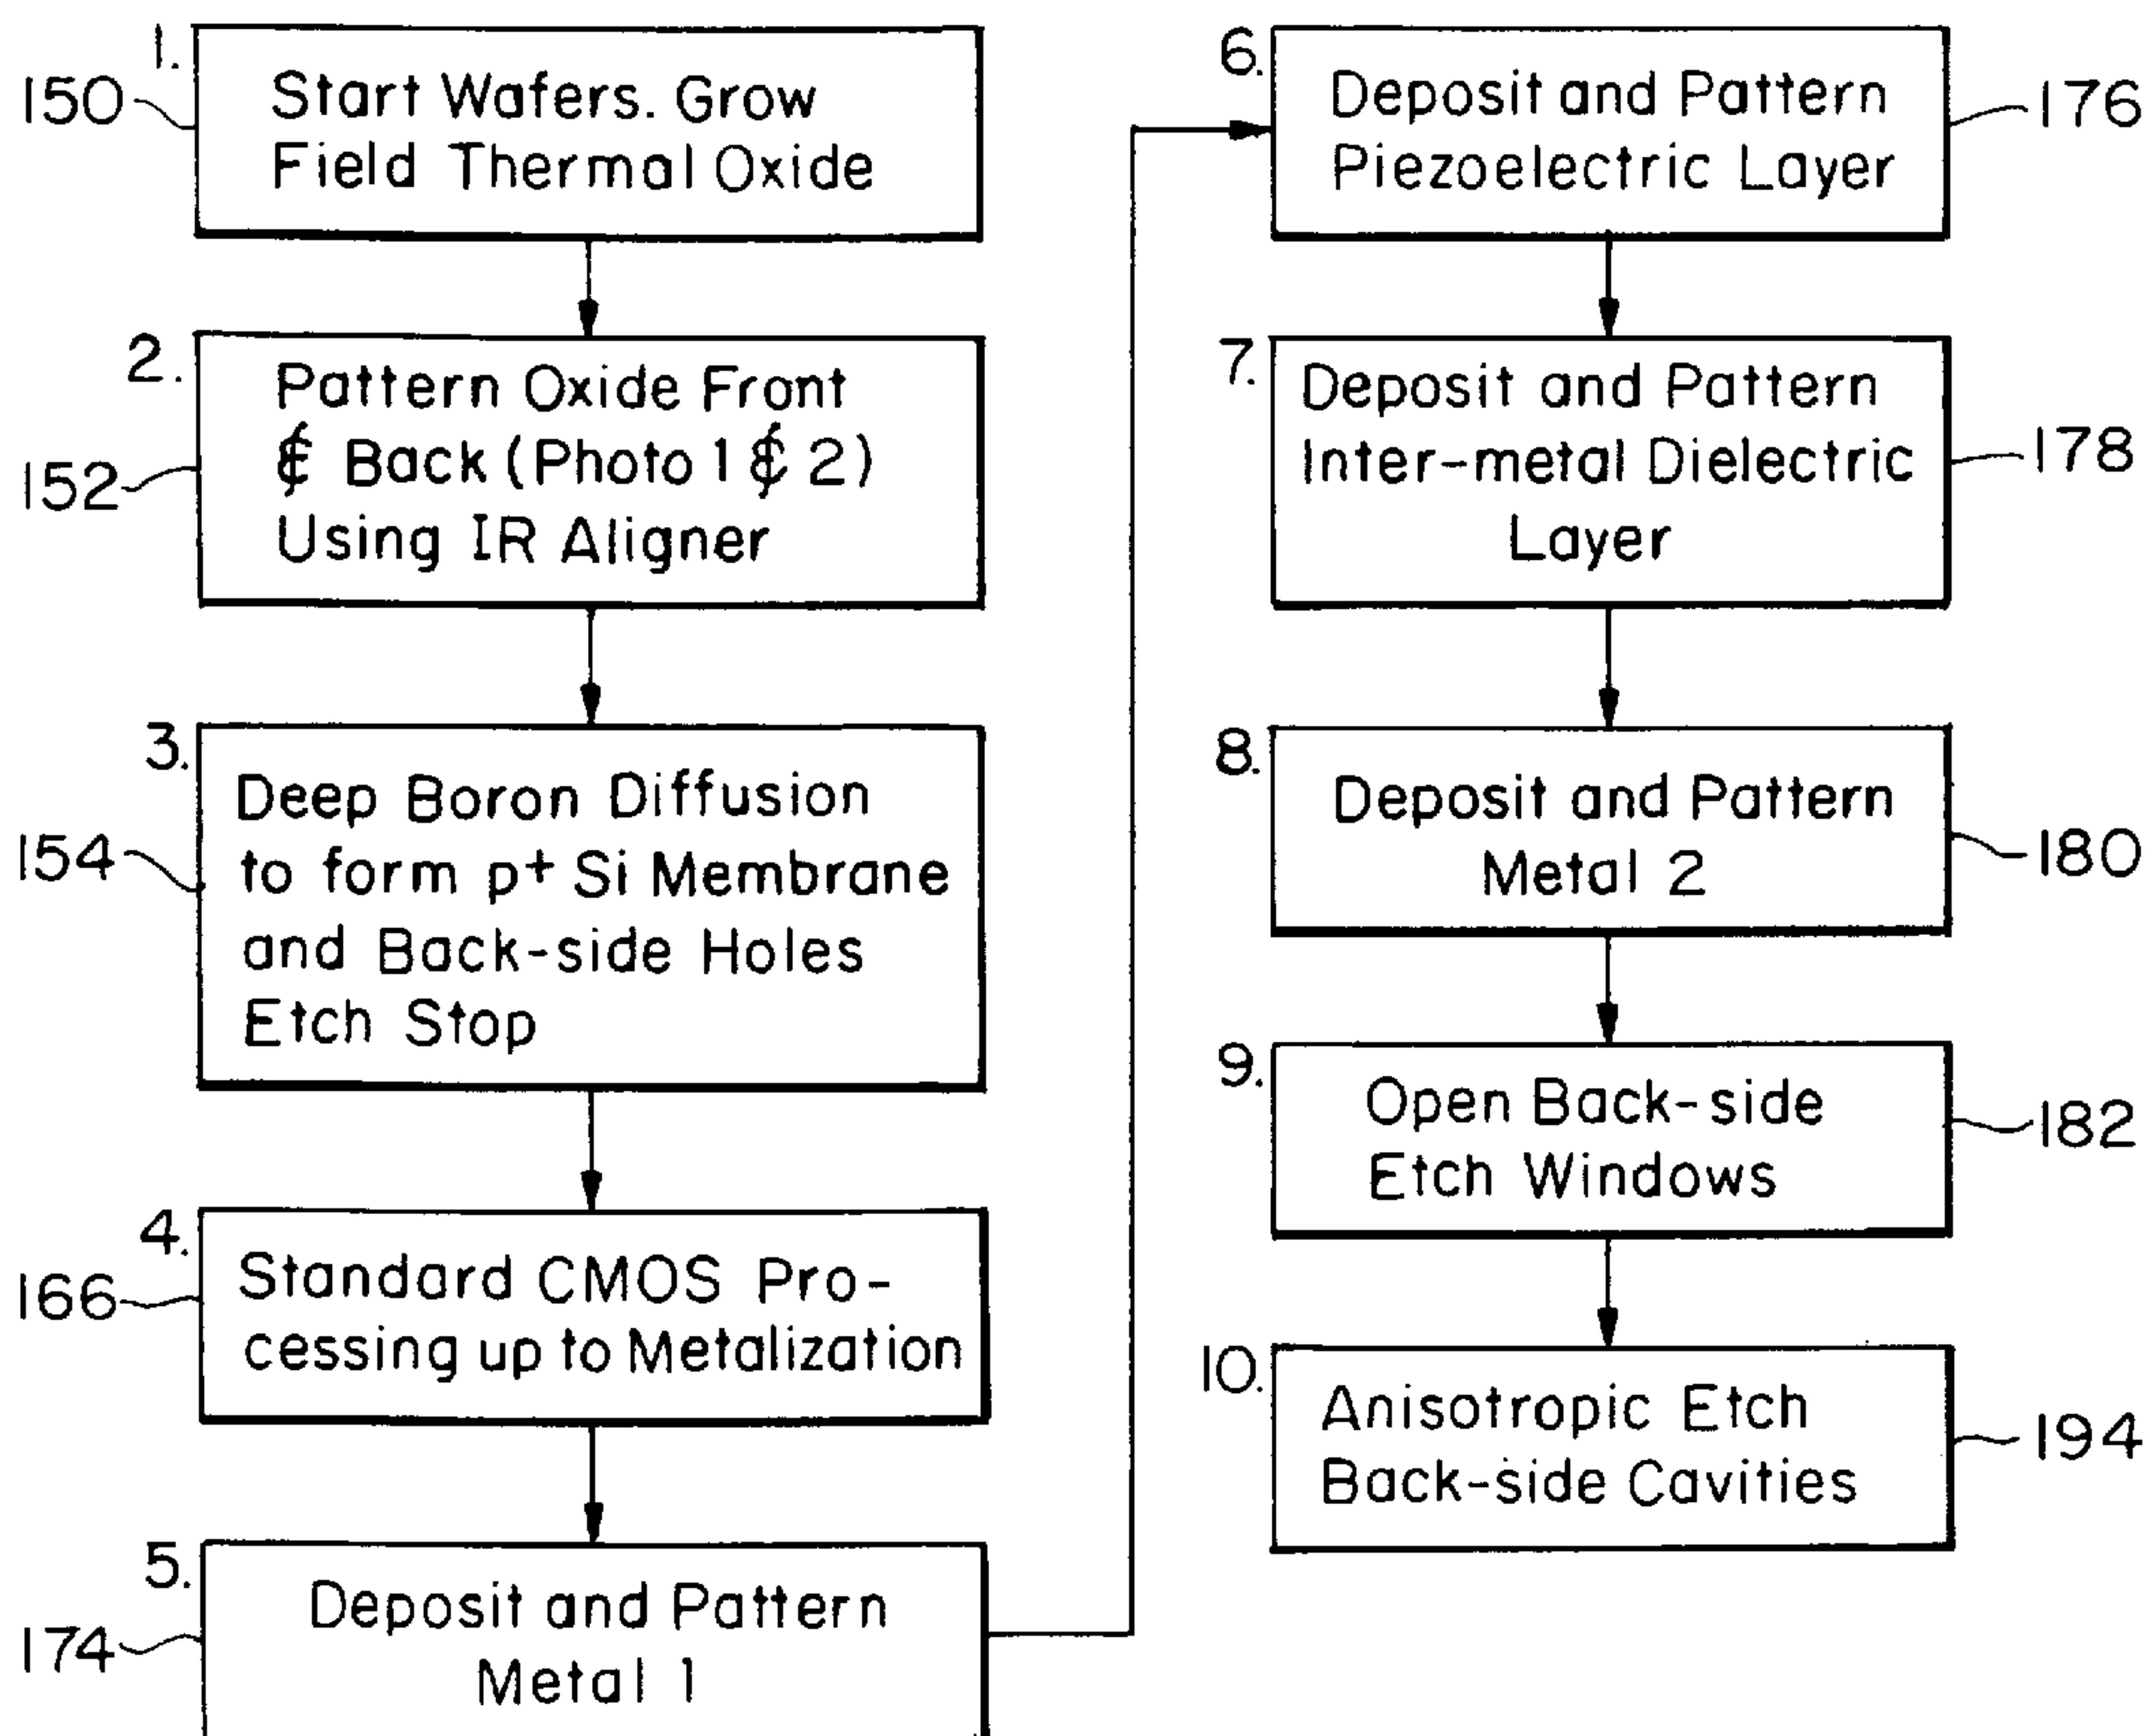 1.
150
Start Wafers. Grow
Field Thermal Oxide
2.
152
Pattern Oxide Front
& Back (Photo 1 & 2)
Using IR Aligner
3.
154
Deep Boron Diffusion
to form p+ Si Membrane
and Back-side Holes
Etch Stop
4.
166
Standard CMOS Pro-
cessing up to Metalization
5.
174
Deposit and Pattern
Metal 1
6.
Deposit and Pattern
Piezoelectric Layer
176
7.
Deposit and Pattern
Inter-metal Dielectric
Layer
178
8.
Deposit and Pattern
Metal 2
180
9.
Open Back-side
Etch Windows
182
10.
Anisotropic Etch
Back-side Cavities
194